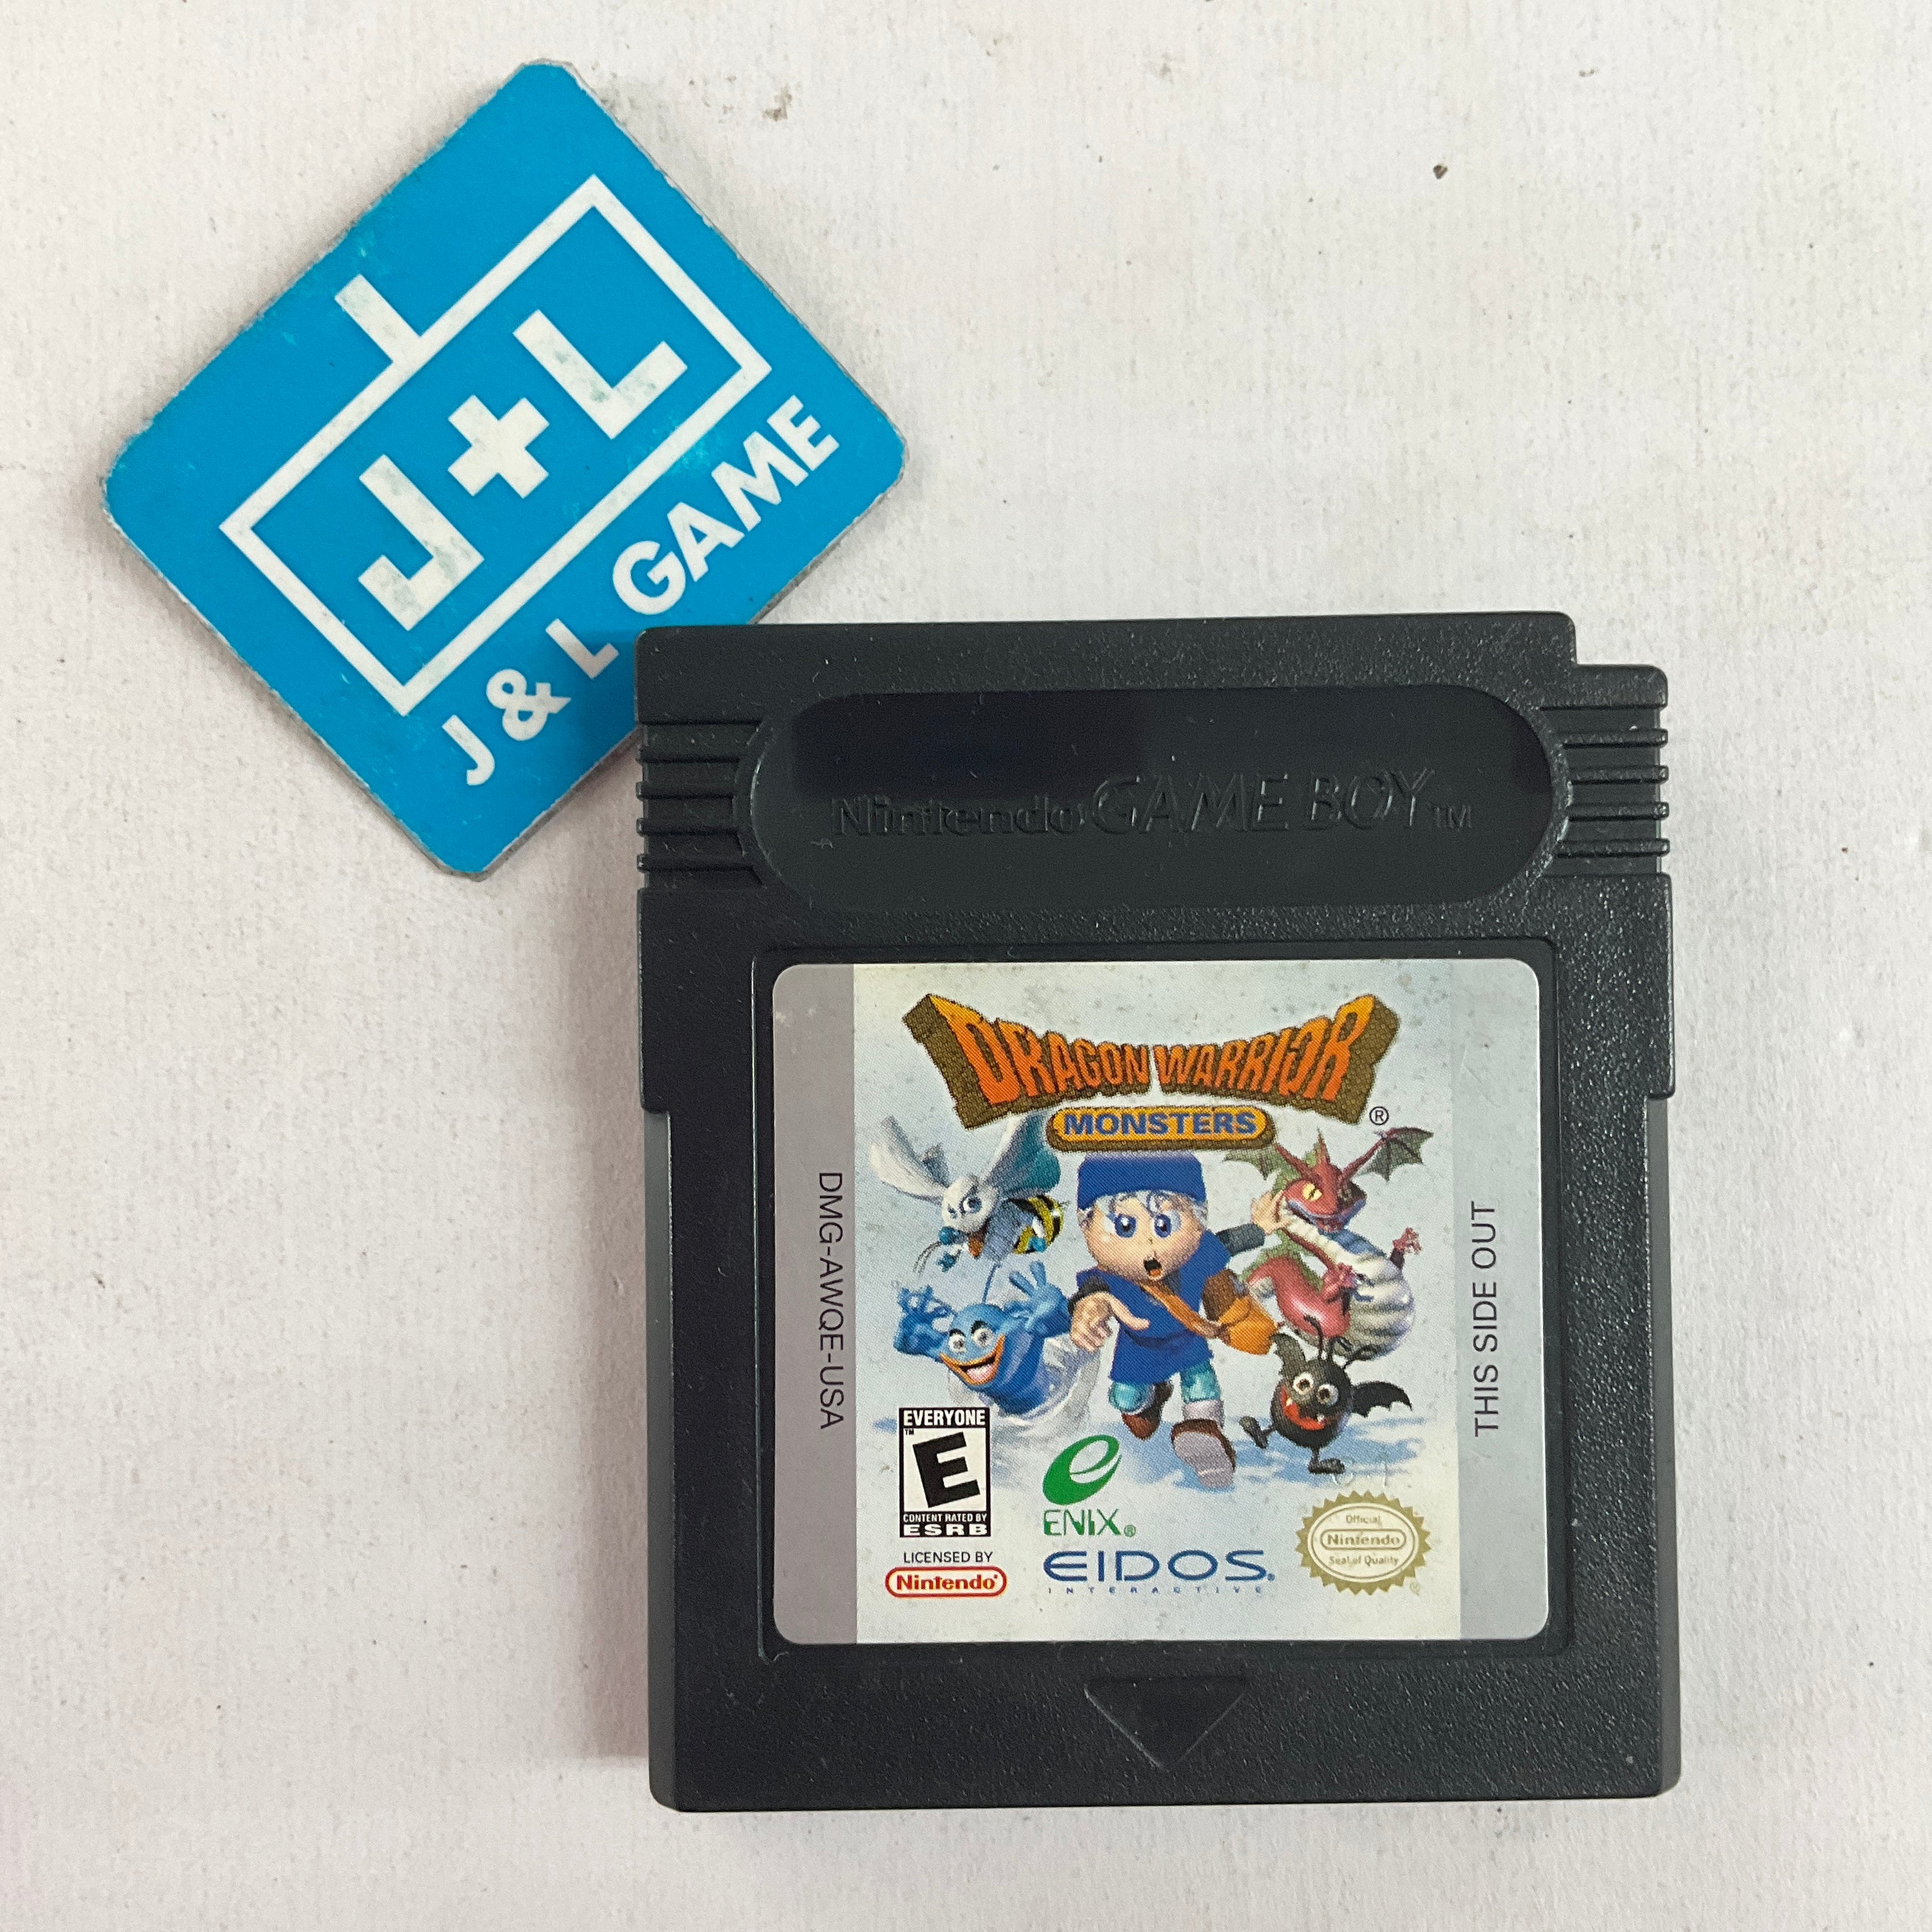 J+L
J & L GAME
Nintendo GAME BOY™
DRAGON WARRIOR
MONSTERS
®
DMG-AWQE-USA
THIS SIDE OUT
EVERYONE
™
E
CONTENT RATED BY
ESRB
LICENSED BY
Nintendo®
ENIX®
EIDOS®
INTERACTIVE
Official
Nintendo
Seal of Quality